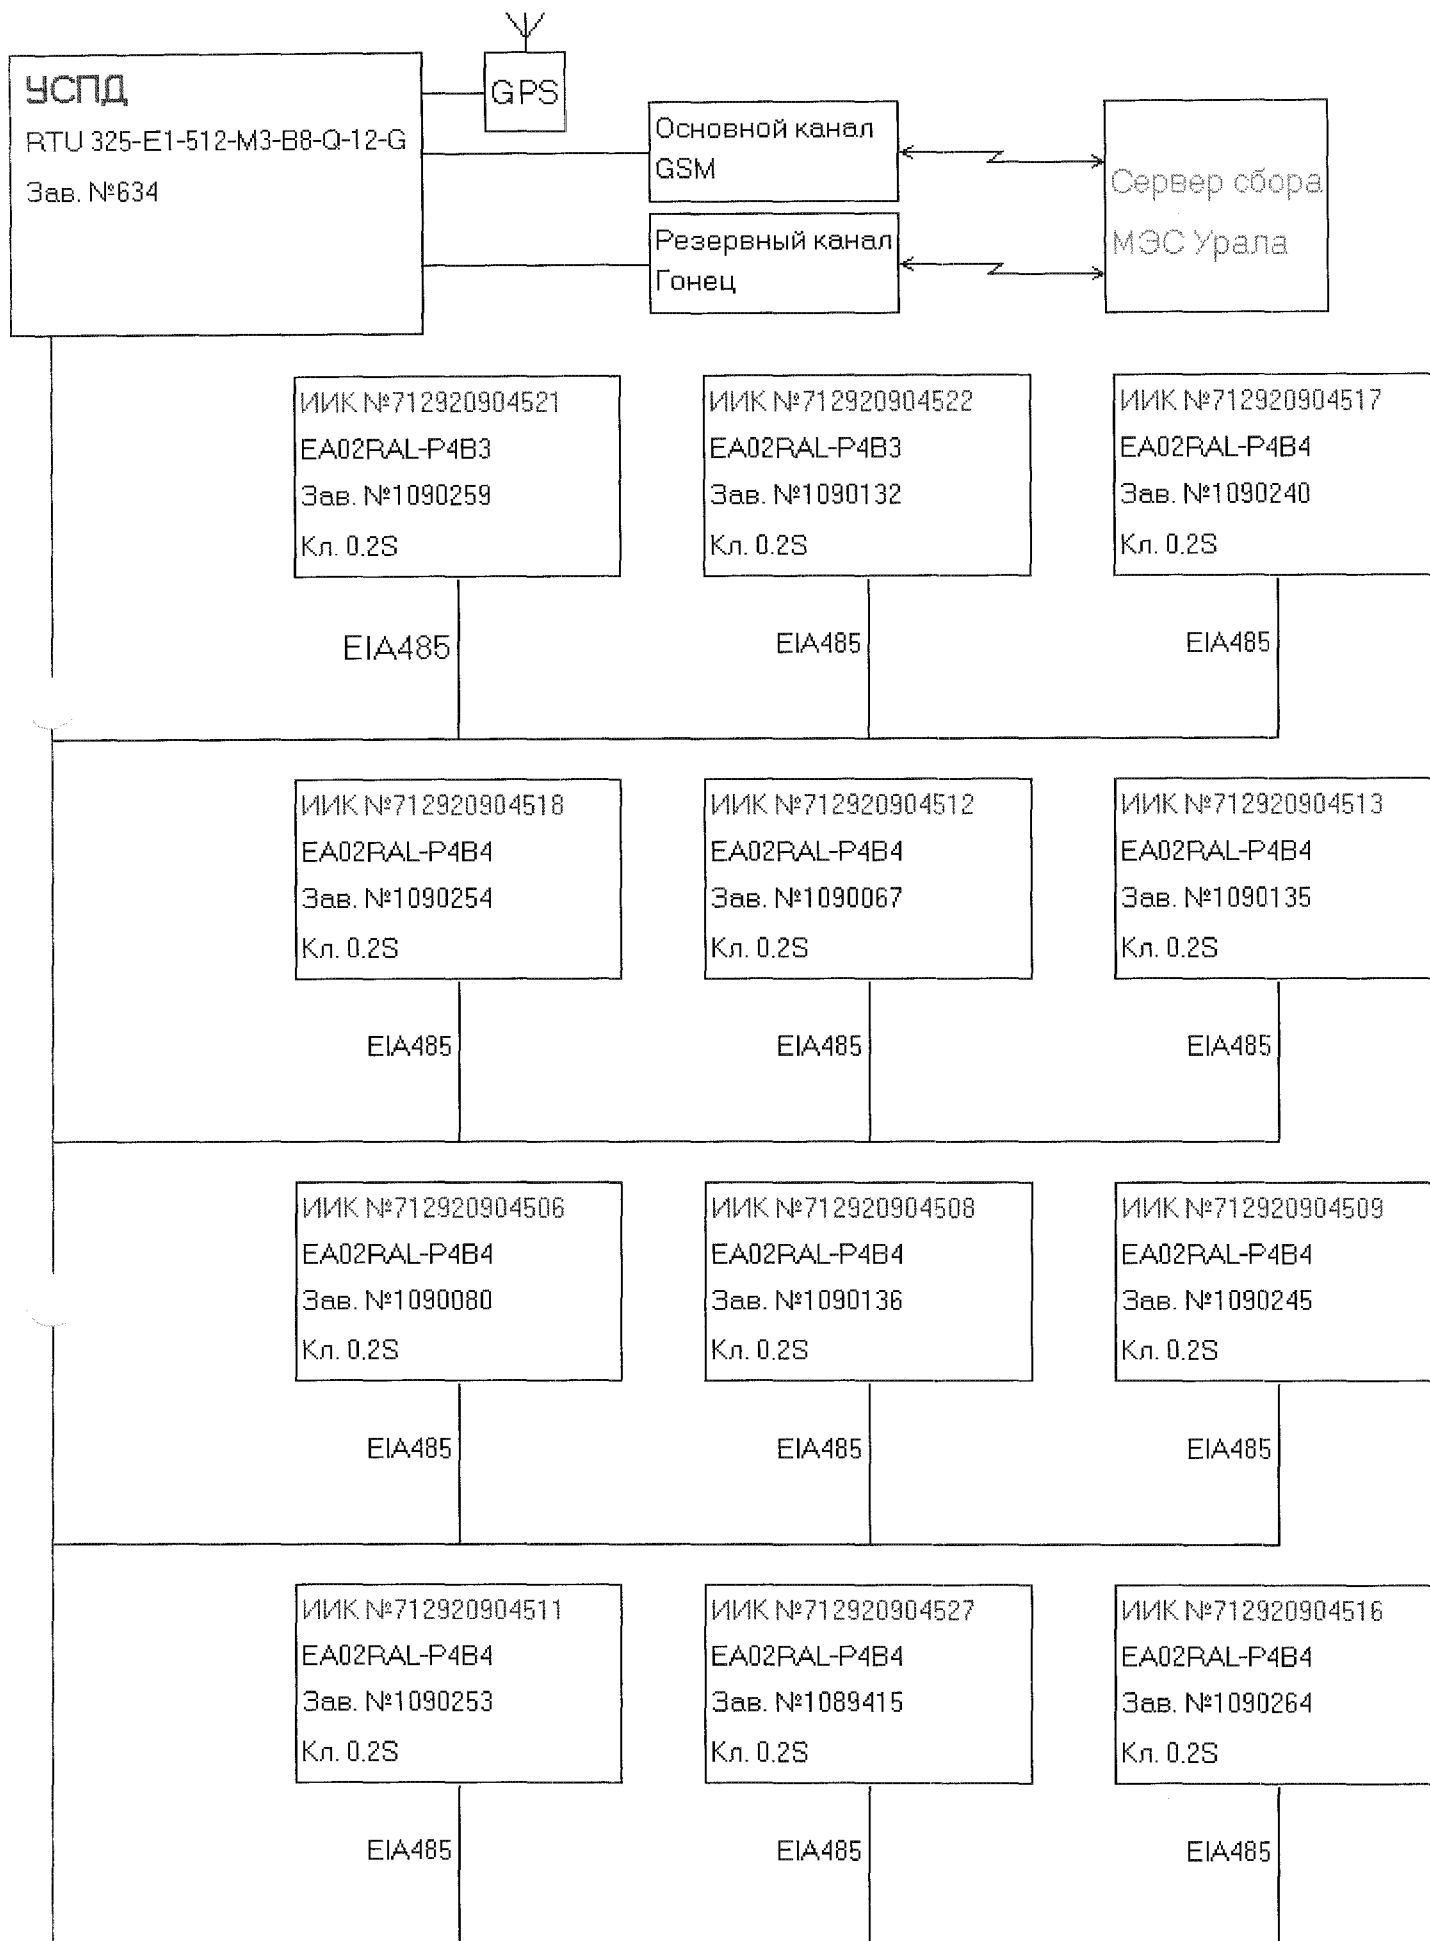 УСПД
RTU 325-E1-512-M3-B8-Q-12-G
Зав. №634
GPS
Основной канал
GSM
Резервный канал
Гонец
Сервер сбора
МЭС Урала
ИИК №712920904521
EA02RAL-P4B3
Зав. №1090259
Кл. 0.2S
EIA485
ИИК №712920904522
EA02RAL-P4B3
Зав. №1090132
Кл. 0.2S
EIA485
ИИК №712920904517
EA02RAL-P4B4
Зав. №1090240
Кл. 0.2S
EIA485
ИИК №712920904518
EA02RAL-P4B4
Зав. №1090254
Кл. 0.2S
EIA485
ИИК №712920904512
EA02RAL-P4B4
Зав. №1090067
Кл. 0.2S
EIA485
ИИК №712920904513
EA02RAL-P4B4
Зав. №1090135
Кл. 0.2S
EIA485
ИИК №712920904506
EA02RAL-P4B4
Зав. №1090080
Кл. 0.2S
EIA485
ИИК №712920904508
EA02RAL-P4B4
Зав. №1090136
Кл. 0.2S
EIA485
ИИК №712920904509
EA02RAL-P4B4
Зав. №1090245
Кл. 0.2S
EIA485
ИИК №712920904511
EA02RAL-P4B4
Зав. №1090253
Кл. 0.2S
EIA485
ИИК №712920904527
EA02RAL-P4B4
Зав. №1089415
Кл. 0.2S
EIA485
ИИК №712920904516
EA02RAL-P4B4
Зав. №1090264
Кл. 0.2S
EIA485